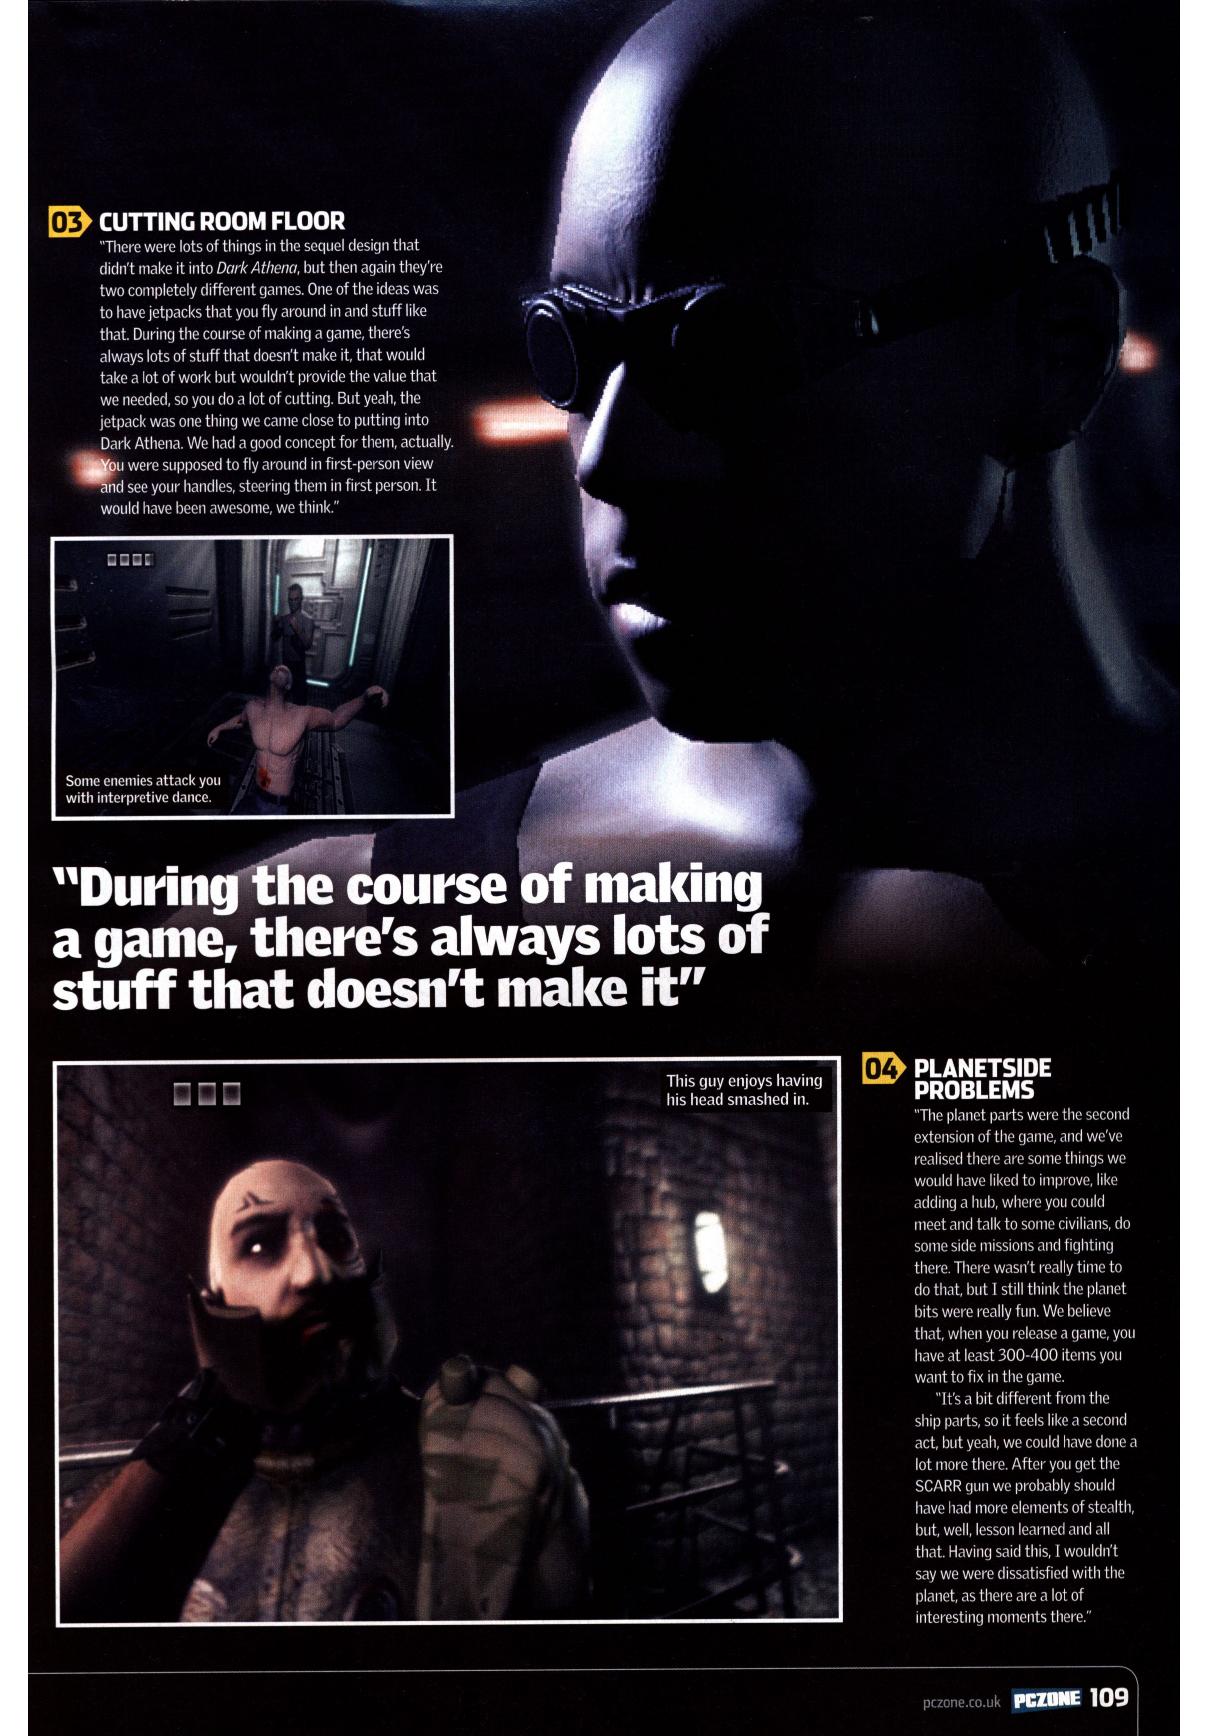 03 CUTTING ROOM FLOOR
“There were lots of things in the sequel design that
didn’t make it into Dark Athena, but then again they’re
two completely different games. One of the ideas was
to have jetpacks that you fly around in and stuff like
that. During the course of making a game, there’s
always lots of stuff that doesn’t make it, that would
take a lot of work but wouldn’t provide the value that
we needed, so you do a lot of cutting. But yeah, the
jetpack was one thing we came close to putting into
Dark Athena. We had a good concept for them, actually.
You were supposed to fly around in first-person view
and see your handles, steering them in first person. It
would have been awesome, we think.”
Some enemies attack you
with interpretive dance.
“During the course of making
a game, there’s always lots of
stuff that doesn’t make it”
This guy enjoys having
his head smashed in.
04 PLANETSIDE
PROBLEMS
“The planet parts were the second
extension of the game, and we’ve
realised there are some things we
would have liked to improve, like
adding a hub, where you could
meet and talk to some civilians, do
some side missions and fighting
there. There wasn’t really time to
do that, but I still think the planet
bits were really fun. We believe
that, when you release a game, you
have at least 300-400 items you
want to fix in the game.
“It’s a bit different from the
ship parts, so it feels like a second
act, but yeah, we could have done a
lot more there. After you get the
SCARR gun we probably should
have had more elements of stealth,
but, well, lesson learned and all
that. Having said this, I wouldn’t
say we were dissatisfied with the
planet, as there are a lot of
interesting moments there.”
pczone.co.uk PCZONE 109